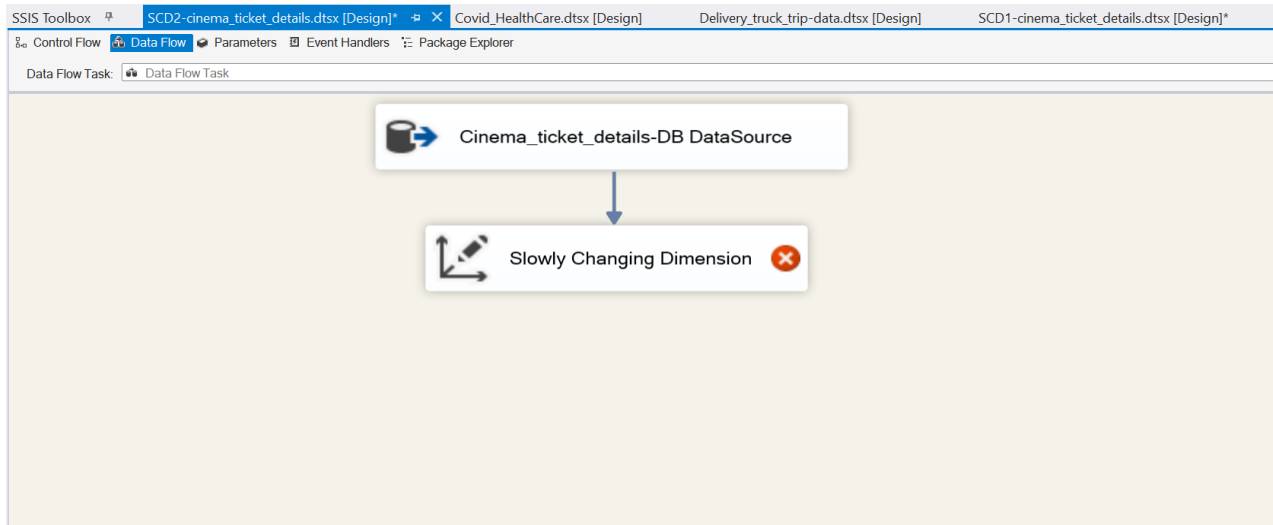 SSIS Toolbox SCD2-cinema_ticket_details.dtsx [Design]* Covid_HealthCare.dtsx [Design] Delivery_truck_trip-data.dtsx [Design] SCD1-cinema_ticket_details.dtsx [Design]*
Control Flow Data Flow Parameters Event Handlers Package Explorer
Data Flow Task: Data Flow Task
Cinema_ticket_details-DB DataSource
Slowly Changing Dimension